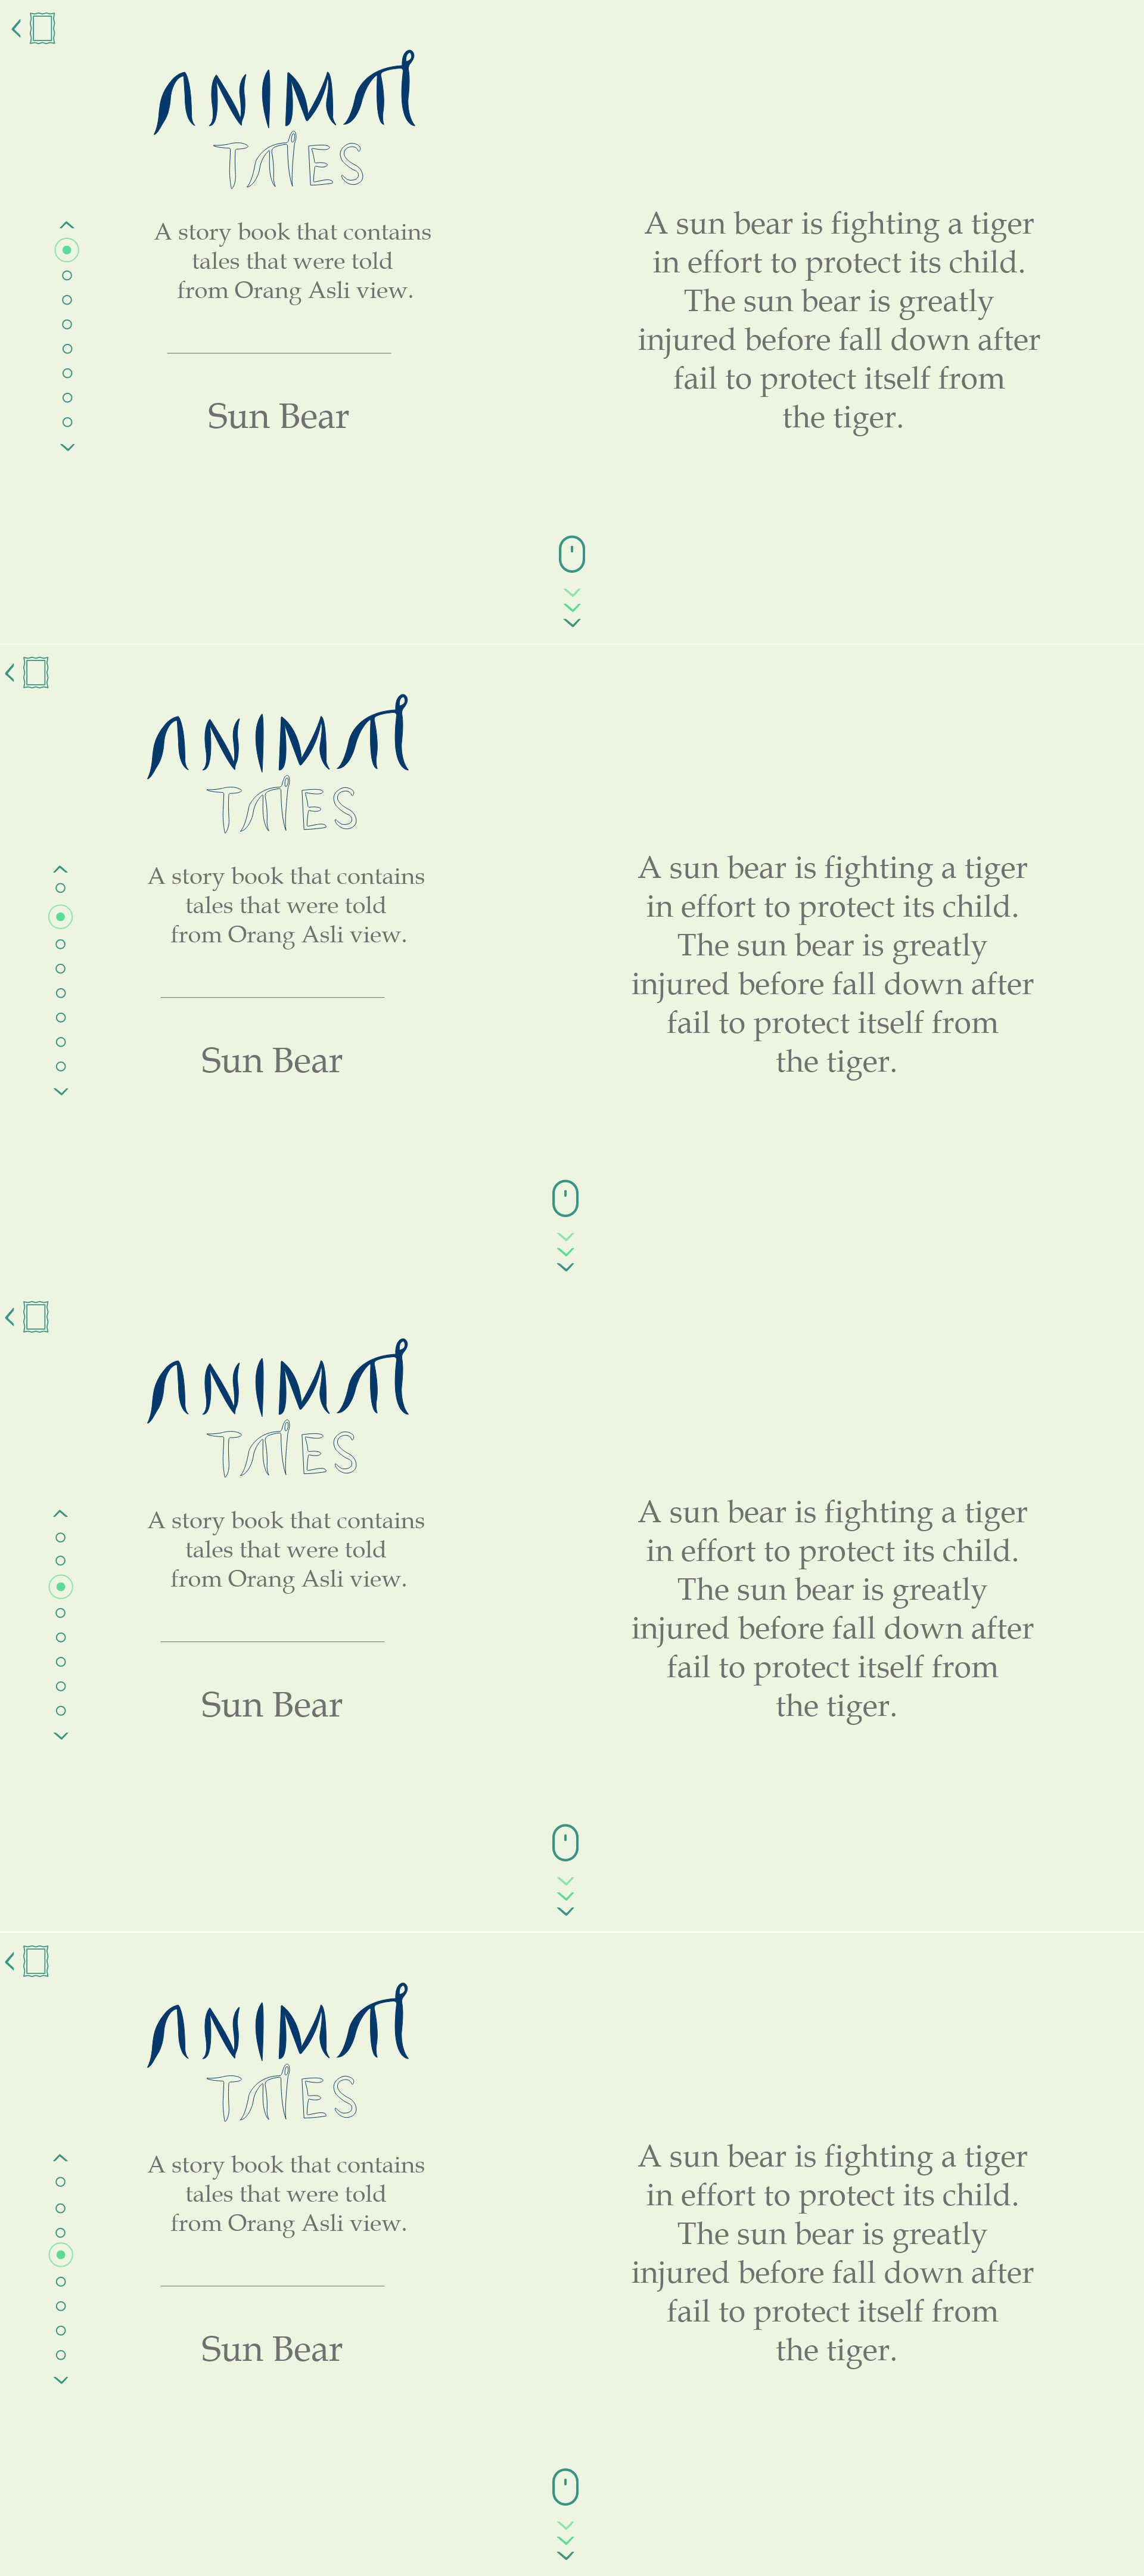 ANIMAL
TALES
A story book that contains
tales that were told
from Orang Asli view.
Sun Bear
A sun bear is fighting a tiger
in effort to protect its child.
The sun bear is greatly
injured before fall down after
fail to protect itself from
the tiger.
ANIMAL
TALES
A story book that contains
tales that were told
from Orang Asli view.
Sun Bear
A sun bear is fighting a tiger
in effort to protect its child.
The sun bear is greatly
injured before fall down after
fail to protect itself from
the tiger.
ANIMAL
TALES
A story book that contains
tales that were told
from Orang Asli view.
Sun Bear
A sun bear is fighting a tiger
in effort to protect its child.
The sun bear is greatly
injured before fall down after
fail to protect itself from
the tiger.
ANIMAL
TALES
A story book that contains
tales that were told
from Orang Asli view.
Sun Bear
A sun bear is fighting a tiger
in effort to protect its child.
The sun bear is greatly
injured before fall down after
fail to protect itself from
the tiger.